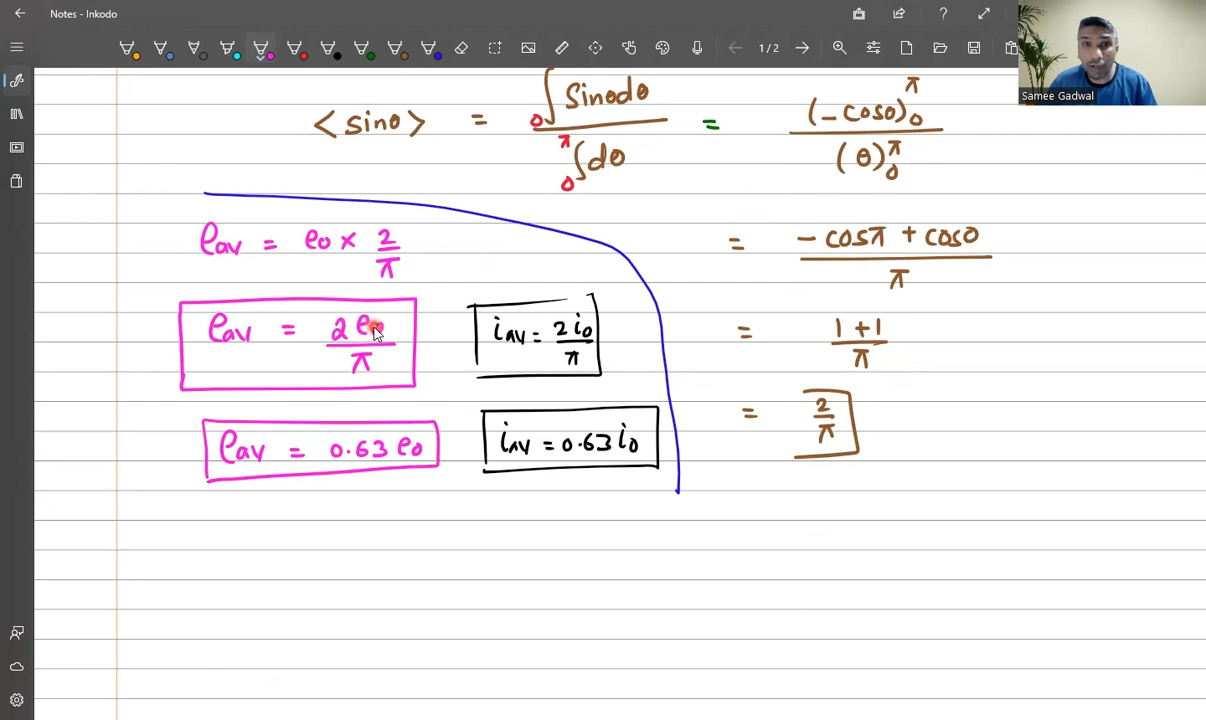 Notes - Inkodo
1/2
Samee Gadwal
<sinθ> = ∫₀ sinθdθ / ∫₀^π dθ = (-cosθ)₀^π / (θ)₀^π
= -cosπ + cos0 / π
= 1+1 / π
= 2/π
eav = e0 × 2/π
eav = 2e0/π
iav = 2i0/π
eav = 0.63 e0
iav = 0.63 i0